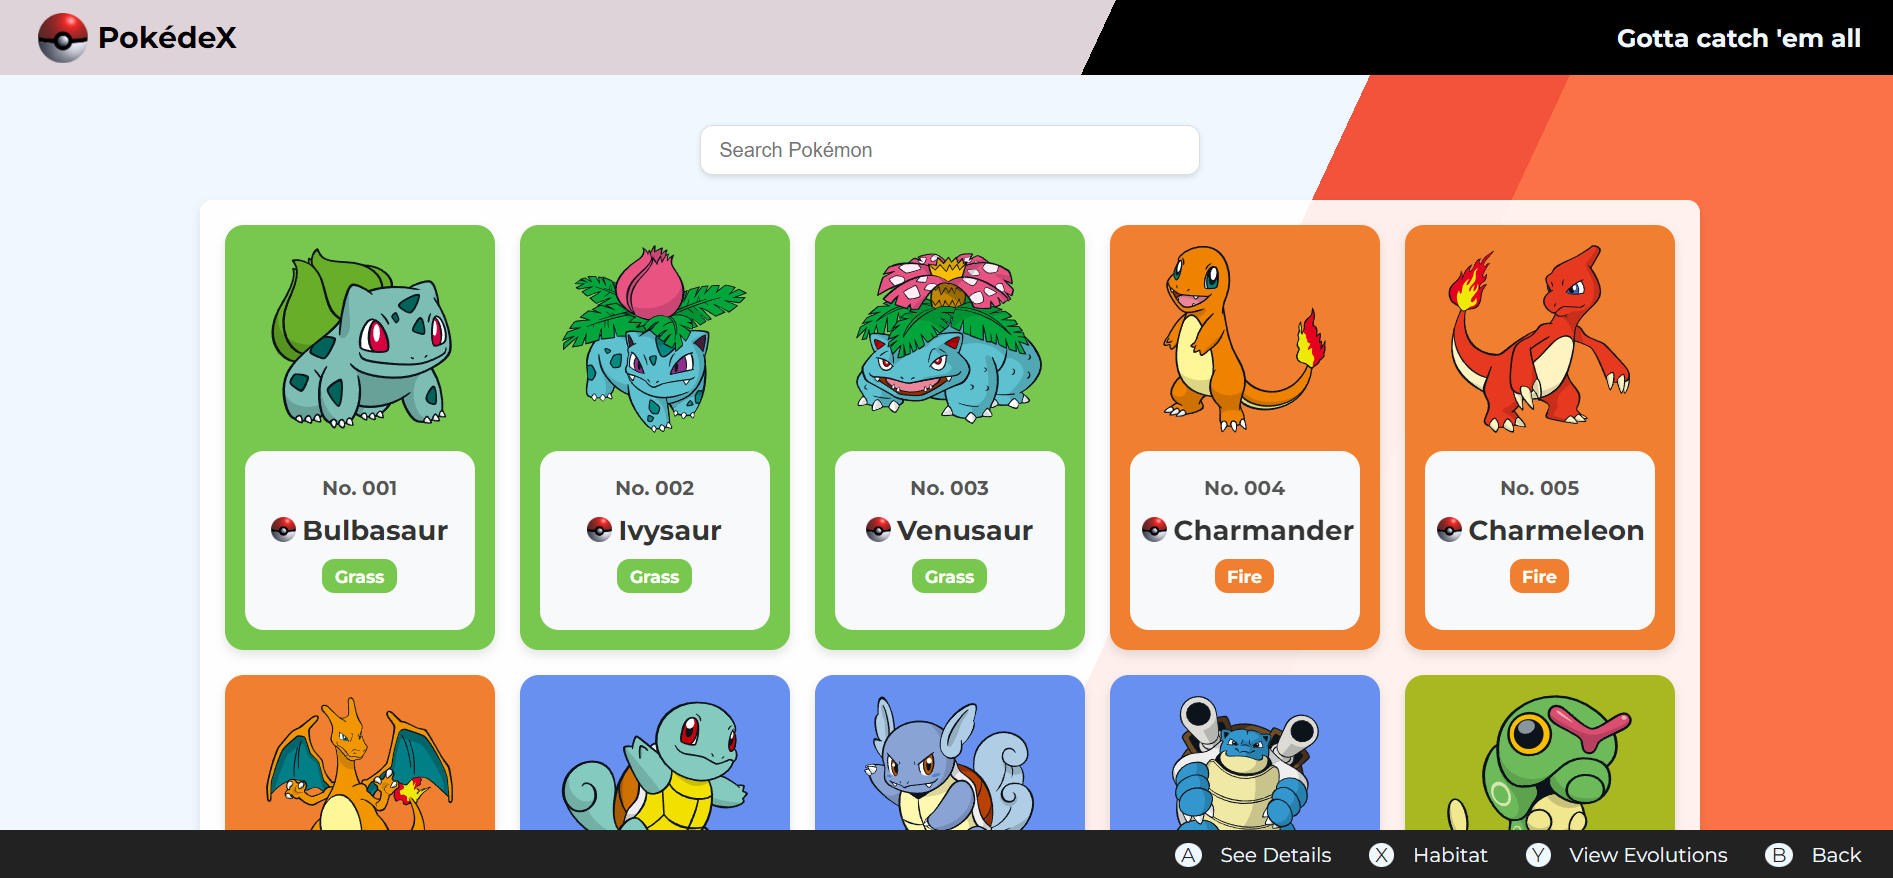 PokédeX
Gotta catch 'em all
Search Pokémon
No. 001
Bulbasaur
Grass
No. 002
Ivysaur
Grass
No. 003
Venusaur
Grass
No. 004
Charmander
Fire
No. 005
Charmeleon
Fire
A See Details X Habitat Y View Evolutions B Back